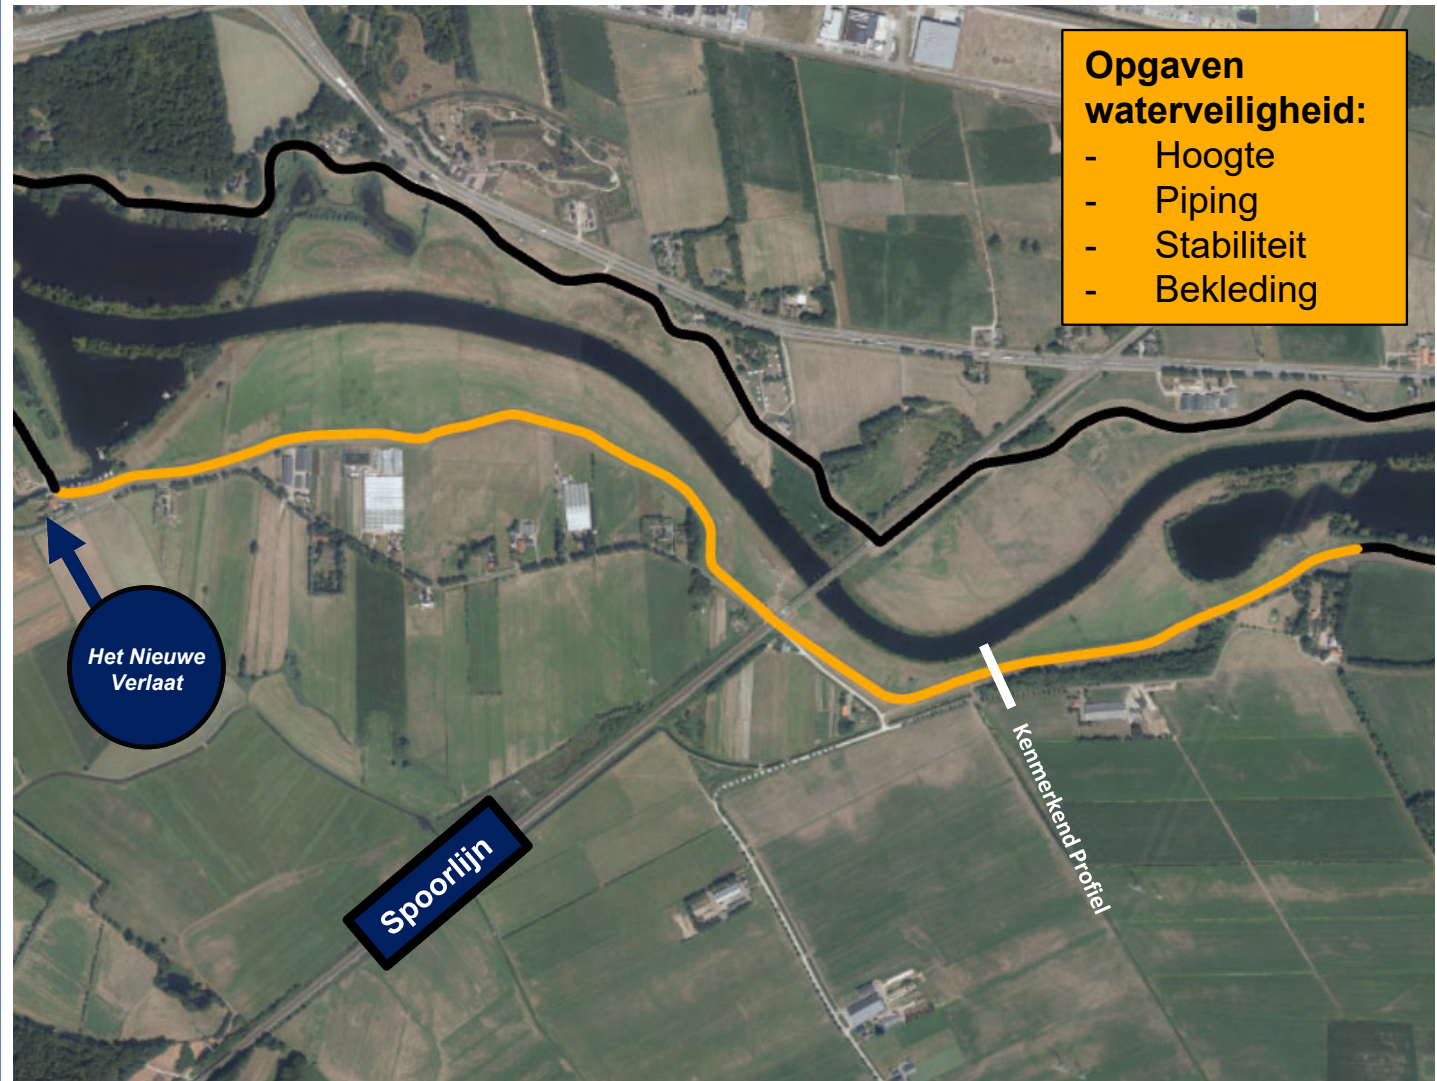 Opgaven
waterveiligheid:
- Hoogte
- Piping
- Stabiliteit
- Bekleding
Het Nieuwe
Verlaat
Kenmerkend Profiel
Spoorlijn